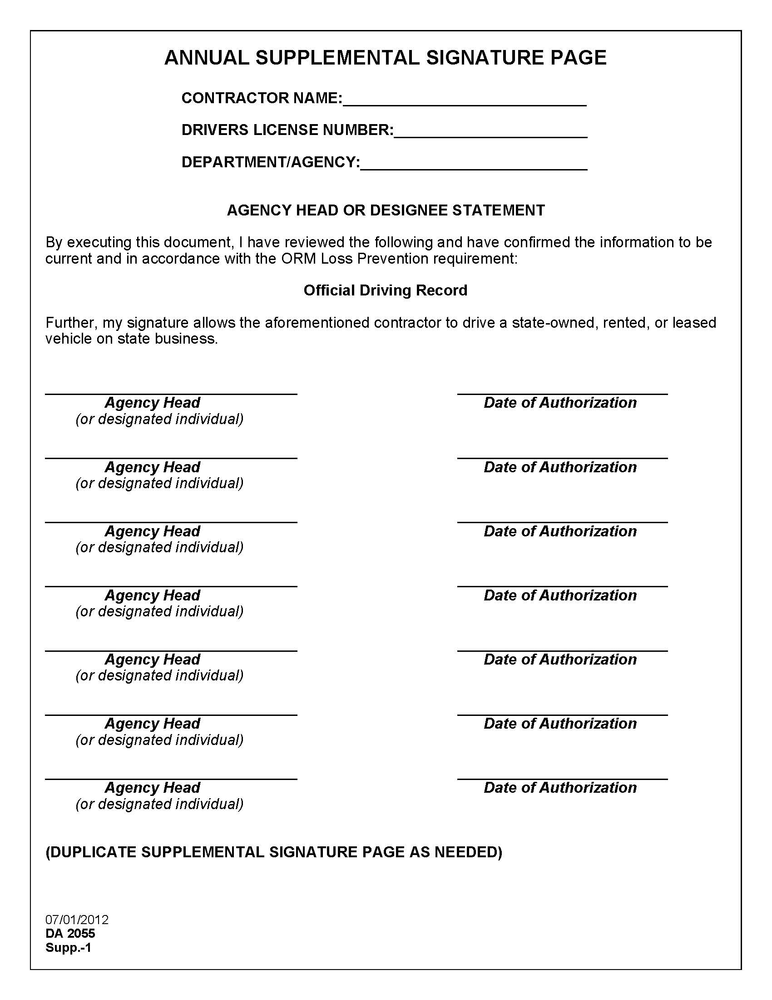 ANNUAL SUPPLEMENTAL SIGNATURE PAGE
CONTRACTOR NAME:
DRIVERS LICENSE NUMBER:
DEPARTMENT/AGENCY:
AGENCY HEAD OR DESIGNEE STATEMENT
By executing this document, I have reviewed the following and have confirmed the information to be
current and in accordance with the ORM Loss Prevention requirement:
Official Driving Record
Further, my signature allows the aforementioned contractor to drive a state-owned, rented, or leased
vehicle on state business.
Agency Head Date of Authorization
(or designated individual)
Agency Head Date of Authorization
(or designated individual)
Agency Head Date of Authorization
(or designated individual)
Agency Head Date of Authorization
(or designated individual)
Agency Head Date of Authorization
(or designated individual)
Agency Head Date of Authorization
(or designated individual)
Agency Head Date of Authorization
(or designated individual)
(DUPLICATE SUPPLEMENTAL SIGNATURE PAGE AS NEEDED)
07/01/2012
DA 2055
Supp.-1